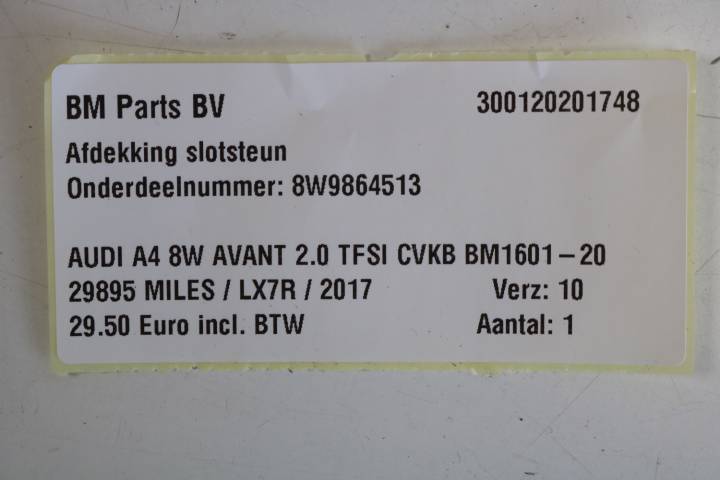 BM Parts BV 300120201748
Afdekking slotsteun
Onderdeelnummer: 8W9864513
AUDI A4 8W AVANT 2.0 TFSI CVKB BM1601-20
29895 MILES / LX7R / 2017 Verz: 10
29.50 Euro incl. BTW Aantal: 1